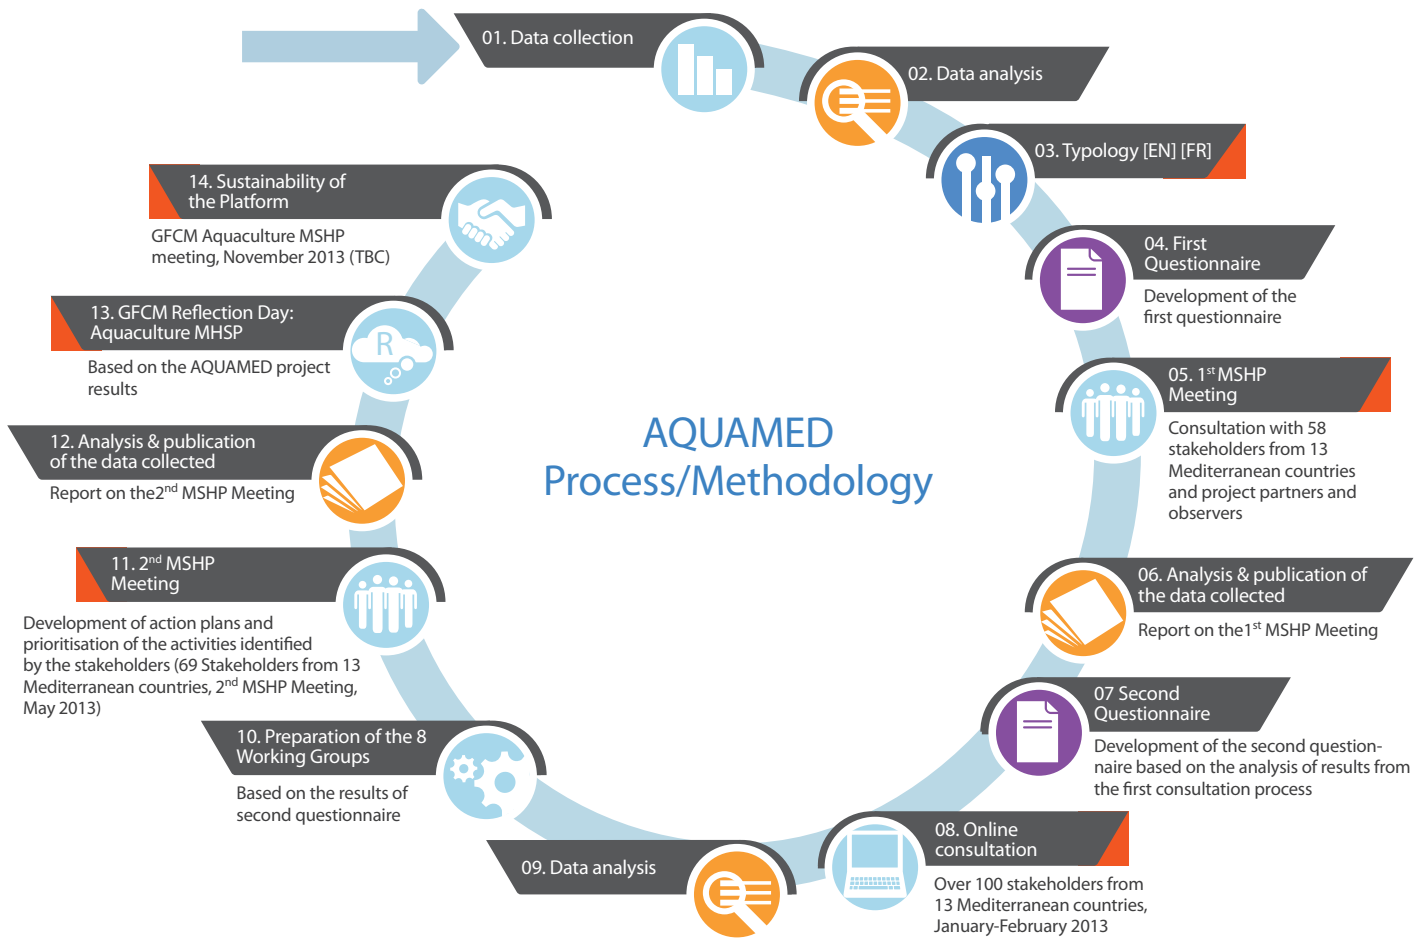 01. Data collection
02. Data analysis
03. Typology [EN] [FR]
04. First
Questionnaire
Development of the
first questionnaire
05. 1st MSHP
Meeting
Consultation with 58
stakeholders from 13
Mediterranean countries
and project partners and
observers
06. Analysis & publication of
the data collected
Report on the1st MSHP Meeting
07 Second
Questionnaire
Development of the second question-
naire based on the analysis of results from
the first consultation process
08. Online
consultation
Over 100 stakeholders from
13 Mediterranean countries,
January-February 2013
09. Data analysis
10. Preparation of the 8
Working Groups
Based on the results of
second questionnaire
11. 2nd MSHP
Meeting
Development of action plans and
prioritisation of the activities identified
by the stakeholders (69 Stakeholders from 13
Mediterranean countries, 2nd MSHP Meeting,
May 2013)
12. Analysis & publication
of the data collected
Report on the2nd MSHP Meeting
13. GFCM Reflection Day:
Aquaculture MHSP
R
Based on the AQUAMED project
results
14. Sustainability of
the Platform
GFCM Aquaculture MSHP
meeting, November 2013 (TBC)
AQUAMED
Process/Methodology